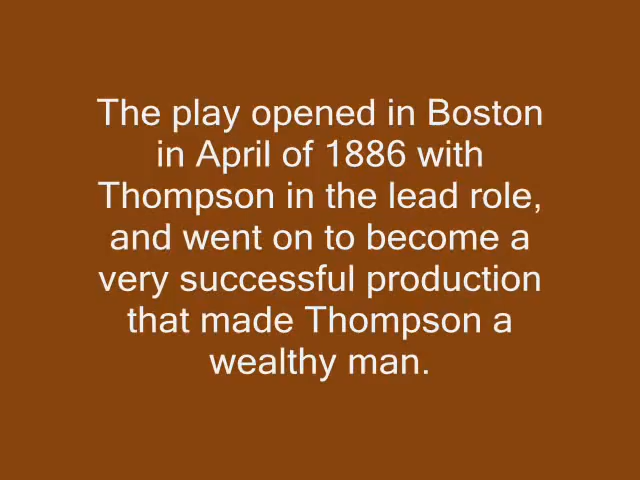 The play opened in Boston
in April of 1886 with
Thompson in the lead role,
and went on to become a
very successful production
that made Thompson a
wealthy man.